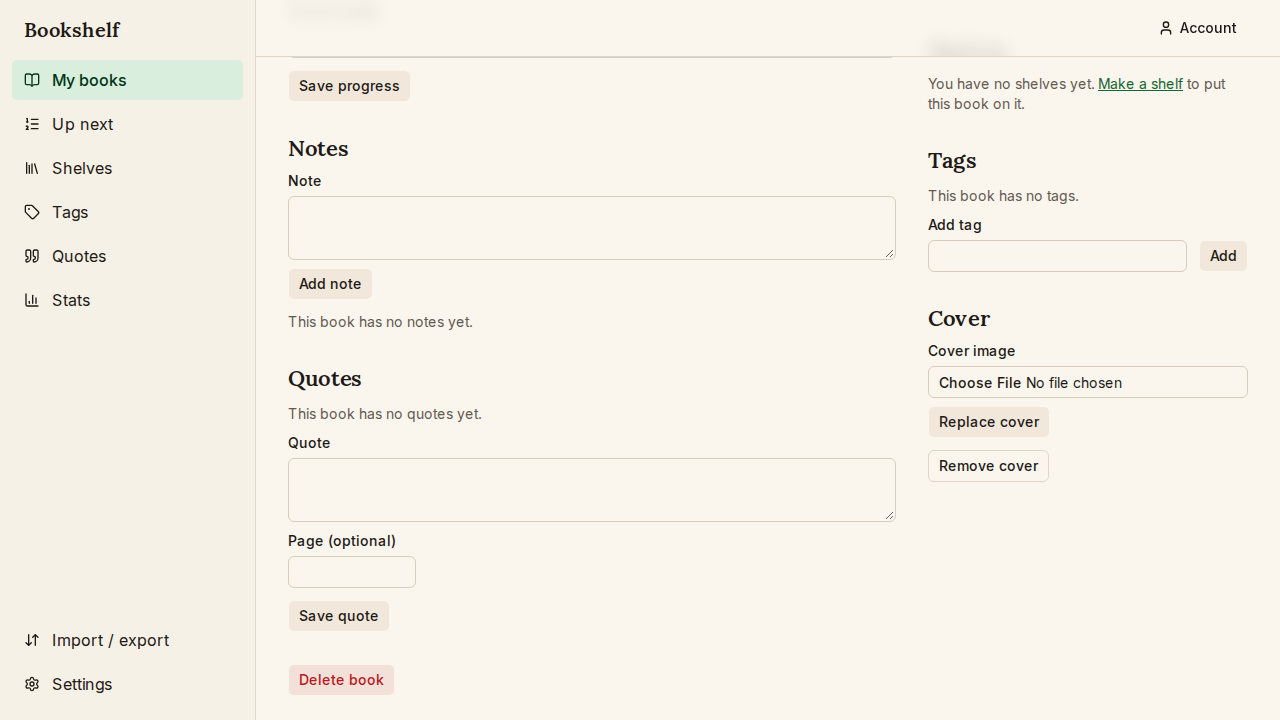 Bookshelf
My books
Up next
Shelves
Tags
Quotes
Stats
Import / export
Settings
Account
Save progress
Notes
Note
Add note
This book has no notes yet.
Quotes
This book has no quotes yet.
Quote
Page (optional)
Save quote
Delete book
You have no shelves yet. Make a shelf to put
this book on it.
Tags
This book has no tags.
Add tag
Add
Cover
Cover image
Choose File No file chosen
Replace cover
Remove cover